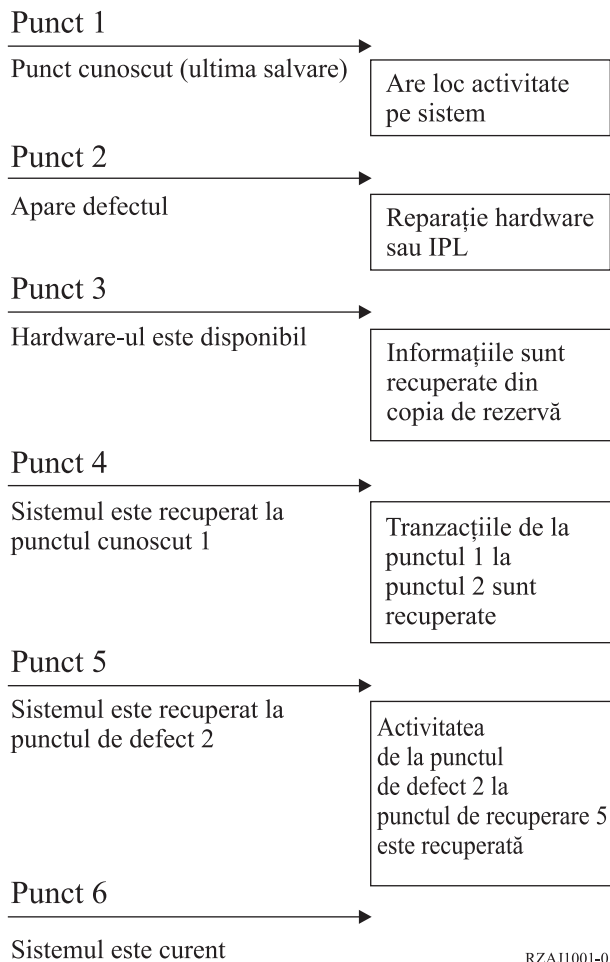 Punct 1
Punct cunoscut (ultima salvare)
Are loc activitate
pe sistem
Punct 2
Apare defectul
Reparație hardware
sau IPL
Punct 3
Hardware-ul este disponibil
Informațiile sunt
recuperate din
copia de rezervă
Punct 4
Sistemul este recuperat la
punctul cunoscut 1
Tranzacțiile de la
punctul 1 la
punctul 2 sunt
recuperate
Punct 5
Sistemul este recuperat la
punctul de defect 2
Activitatea
de la punctul
de defect 2 la
punctul de recuperare 5
este recuperată
Punct 6
Sistemul este curent
RZAJ1001-0